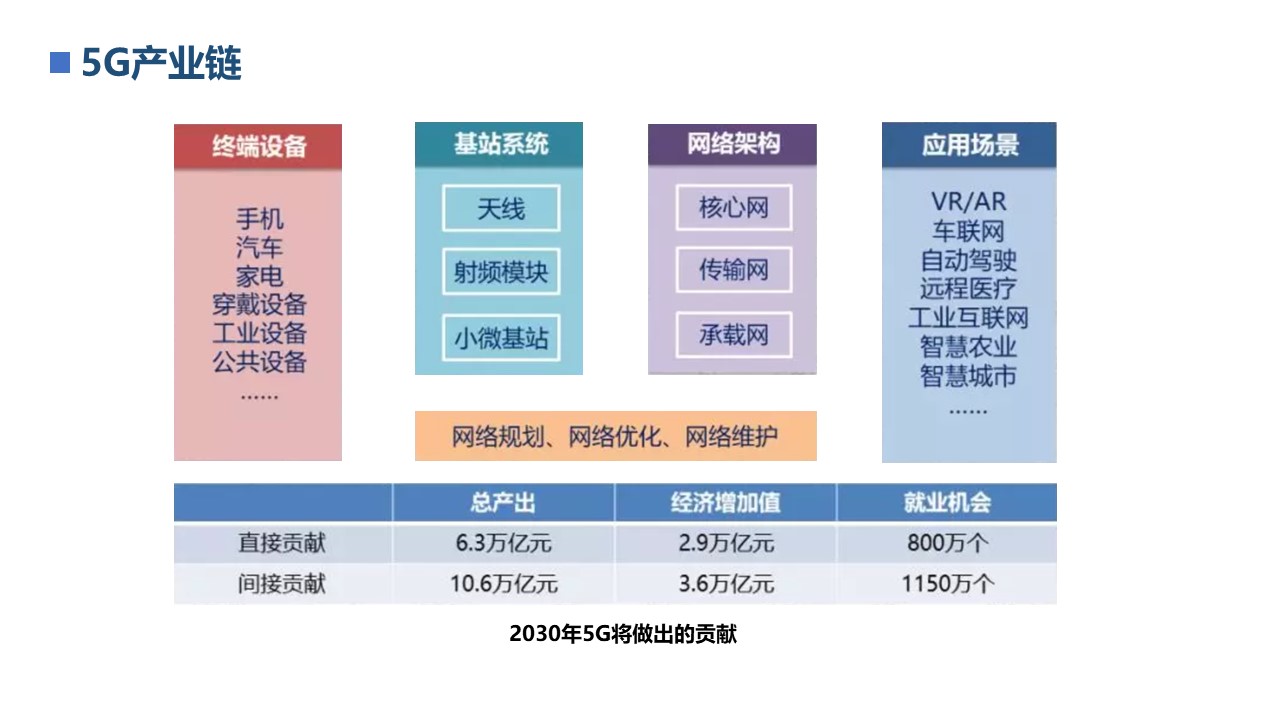 5G产业链
终端设备
手机
汽车
家电
穿戴设备
工业设备
公共设备
……
基站系统
天线
射频模块
小微基站
网络架构
核心网
传输网
承载网
应用场景
VR/AR
车联网
自动驾驶
远程医疗
工业互联网
智慧农业
智慧城市
……
网络规划、网络优化、网络维护
总产出 经济增加值 就业机会
直接贡献 6.3万亿元 2.9万亿元 800万个
间接贡献 10.6万亿元 3.6万亿元 1150万个
2030年5G将做出的贡献